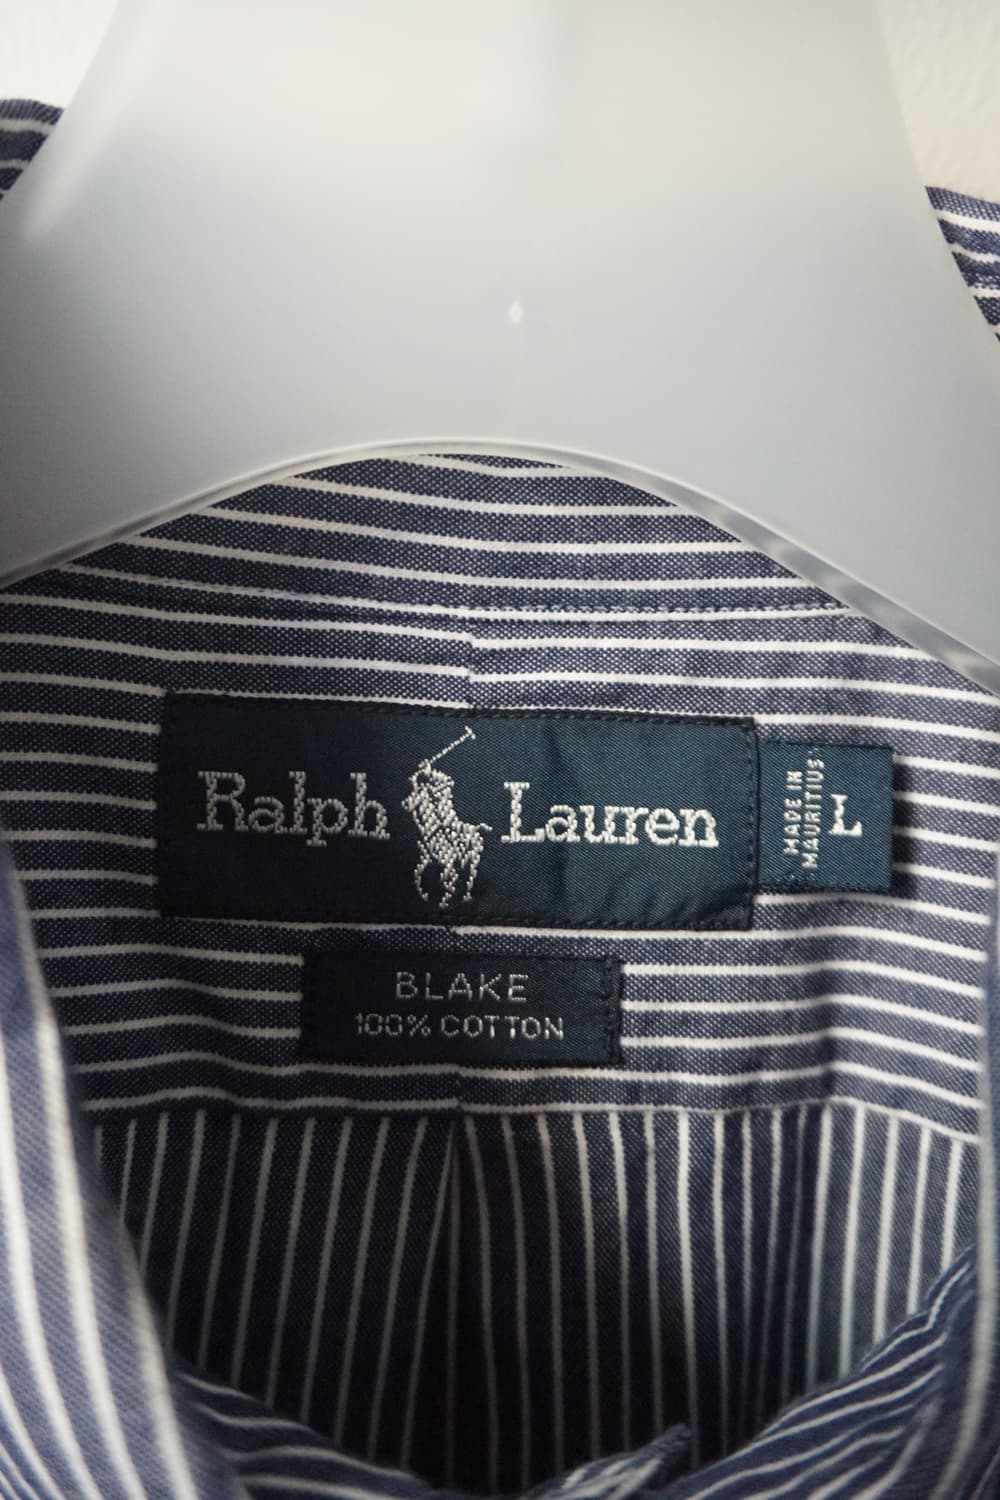 Ralph Lauren
MADE IN
MAURITIUS
L
BLAKE
100% COTTON